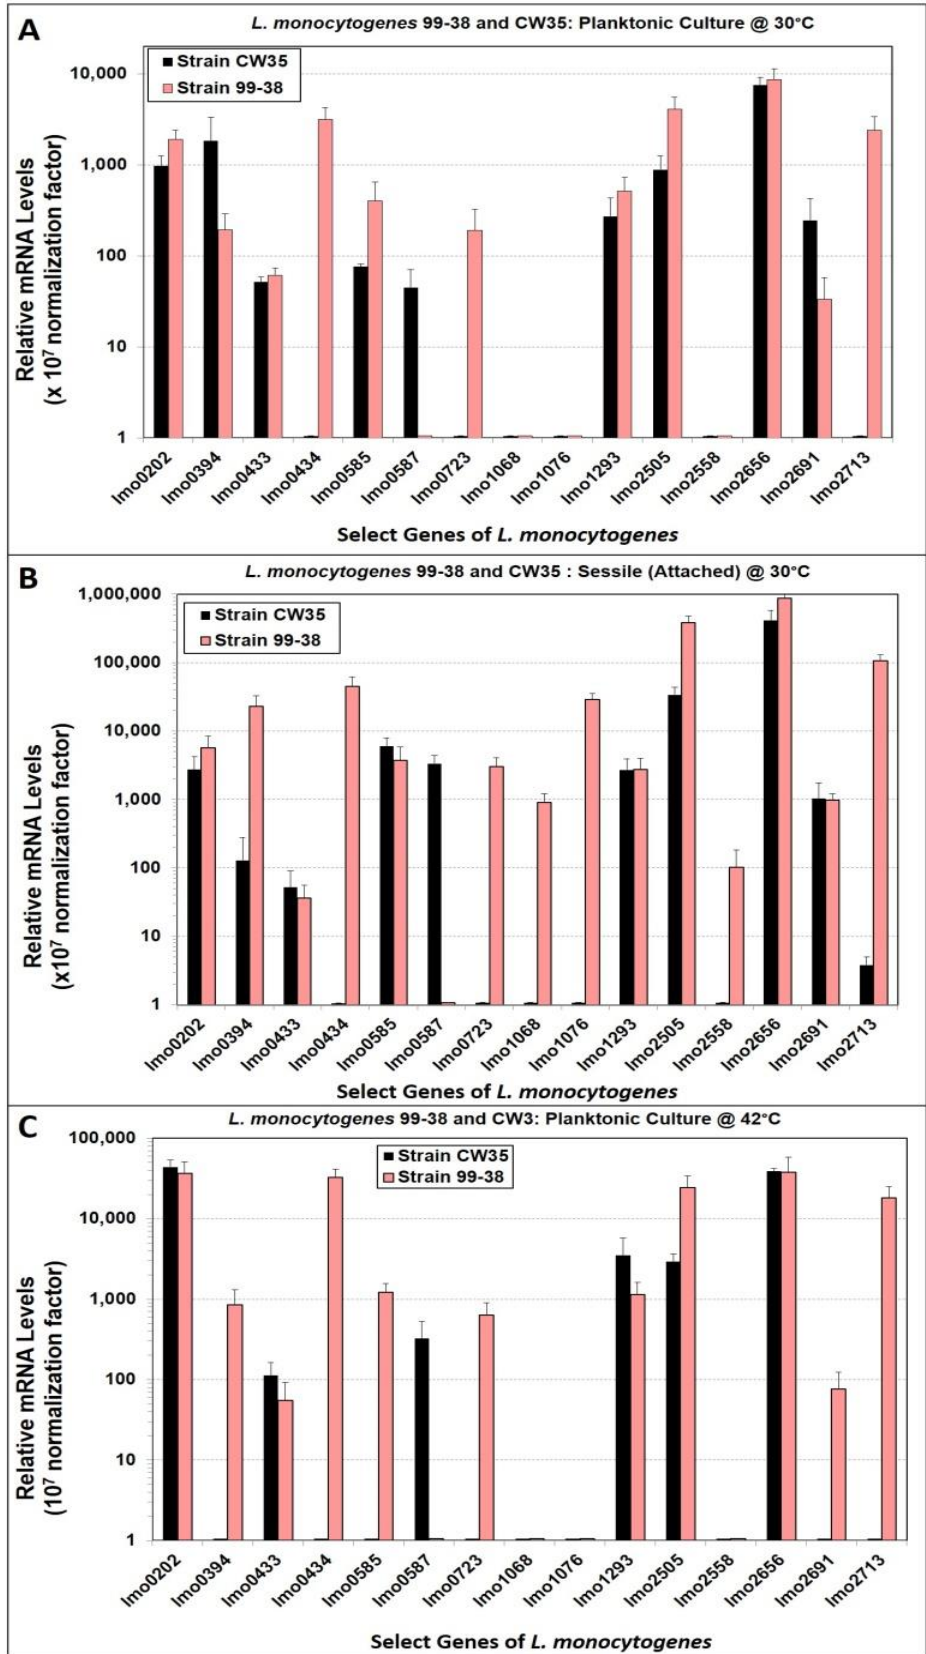 A
L. monocytogenes 99-38 and CW35: Planktonic Culture @ 30°C
Strain CW35
Strain 99-38
Relative mRNA Levels
(x 10⁷ normalization factor)
10,000
1,000
100
10
1
lmo0202 lmo0394 lmo0433 lmo0434 lmo0585 lmo0587 lmo0723 lmo1068 lmo1076 lmo1293 lmo2505 lmo2558 lmo2656 lmo2691 lmo2713
Select Genes of L. monocytogenes
B
L. monocytogenes 99-38 and CW35 : Sessile (Attached) @ 30°C
Strain CW35
Strain 99-38
Relative mRNA Levels
(x10⁷ normalization factor)
1,000,000
100,000
10,000
1,000
100
10
1
lmo0202 lmo0394 lmo0433 lmo0434 lmo0585 lmo0587 lmo0723 lmo1068 lmo1076 lmo1293 lmo2505 lmo2558 lmo2656 lmo2691 lmo2713
Select Genes of L. monocytogenes
C
L. monocytogenes 99-38 and CW3: Planktonic Culture @ 42°C
Strain CW35
Strain 99-38
Relative mRNA Levels
(10⁷ normalization factor)
100,000
10,000
1,000
100
10
1
lmo0202 lmo0394 lmo0433 lmo0434 lmo0585 lmo0587 lmo0723 lmo1068 lmo1076 lmo1293 lmo2505 lmo2558 lmo2656 lmo2691 lmo2713
Select Genes of L. monocytogenes